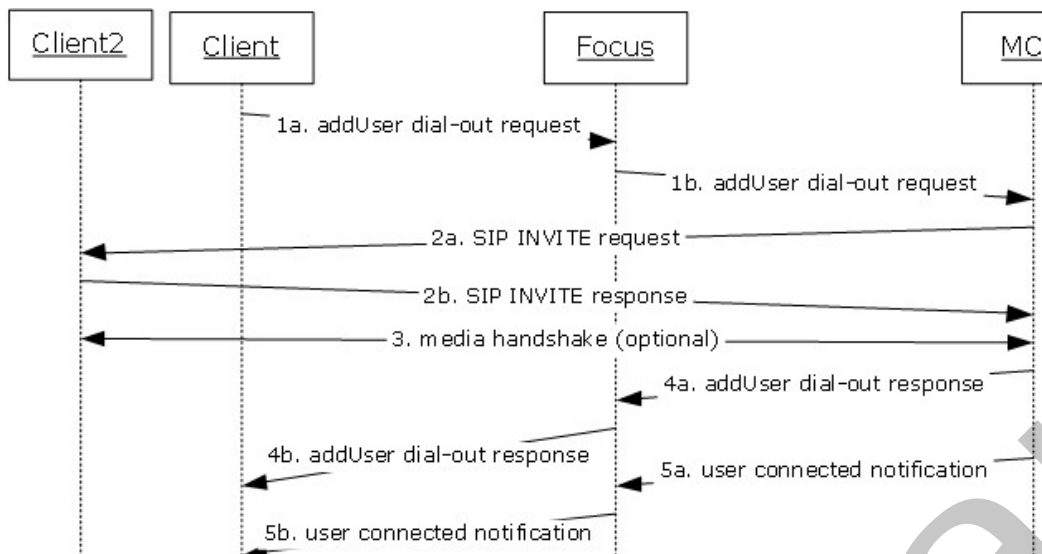 Client2
Client
Focus
MC
1a. addUser dial-out request
1b. addUser dial-out request
2a. SIP INVITE request
2b. SIP INVITE response
3. media handshake (optional)
4a. addUser dial-out response
4b. addUser dial-out response
5a. user connected notification
5b. user connected notification